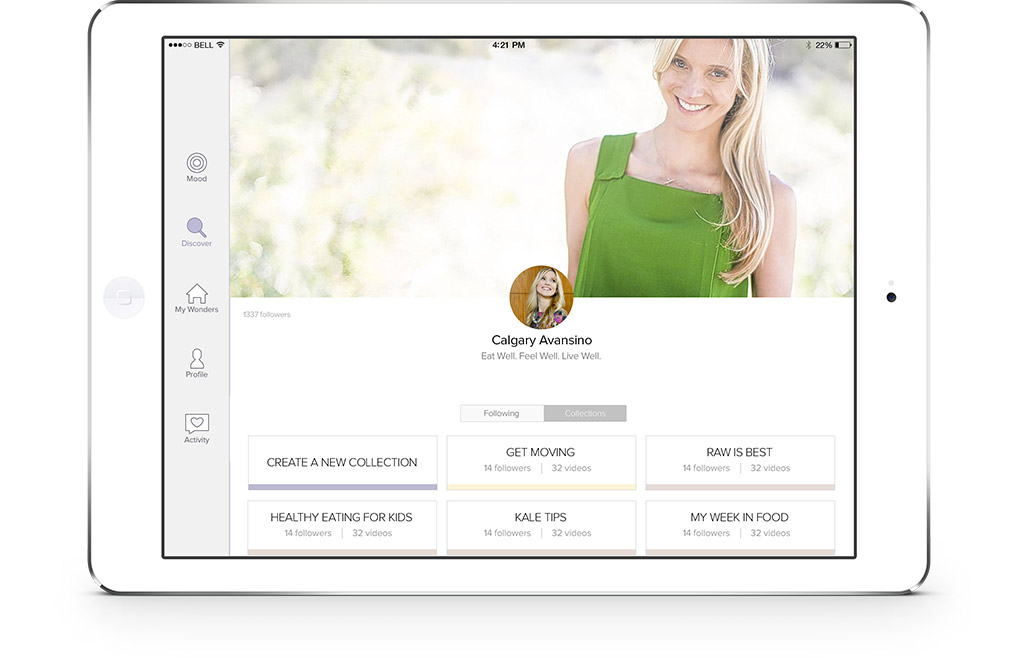 BELL
4:21 PM
22%
Mood
Discover
My Wonders
Profile
Activity
1337 followers
Calgary Avansino
Eat Well. Feel Well. Live Well.
Following
Collections
CREATE A NEW COLLECTION
GET MOVING
14 followers | 32 videos
RAW IS BEST
14 followers | 32 videos
HEALTHY EATING FOR KIDS
14 followers | 32 videos
KALE TIPS
14 followers | 32 videos
MY WEEK IN FOOD
14 followers | 32 videos